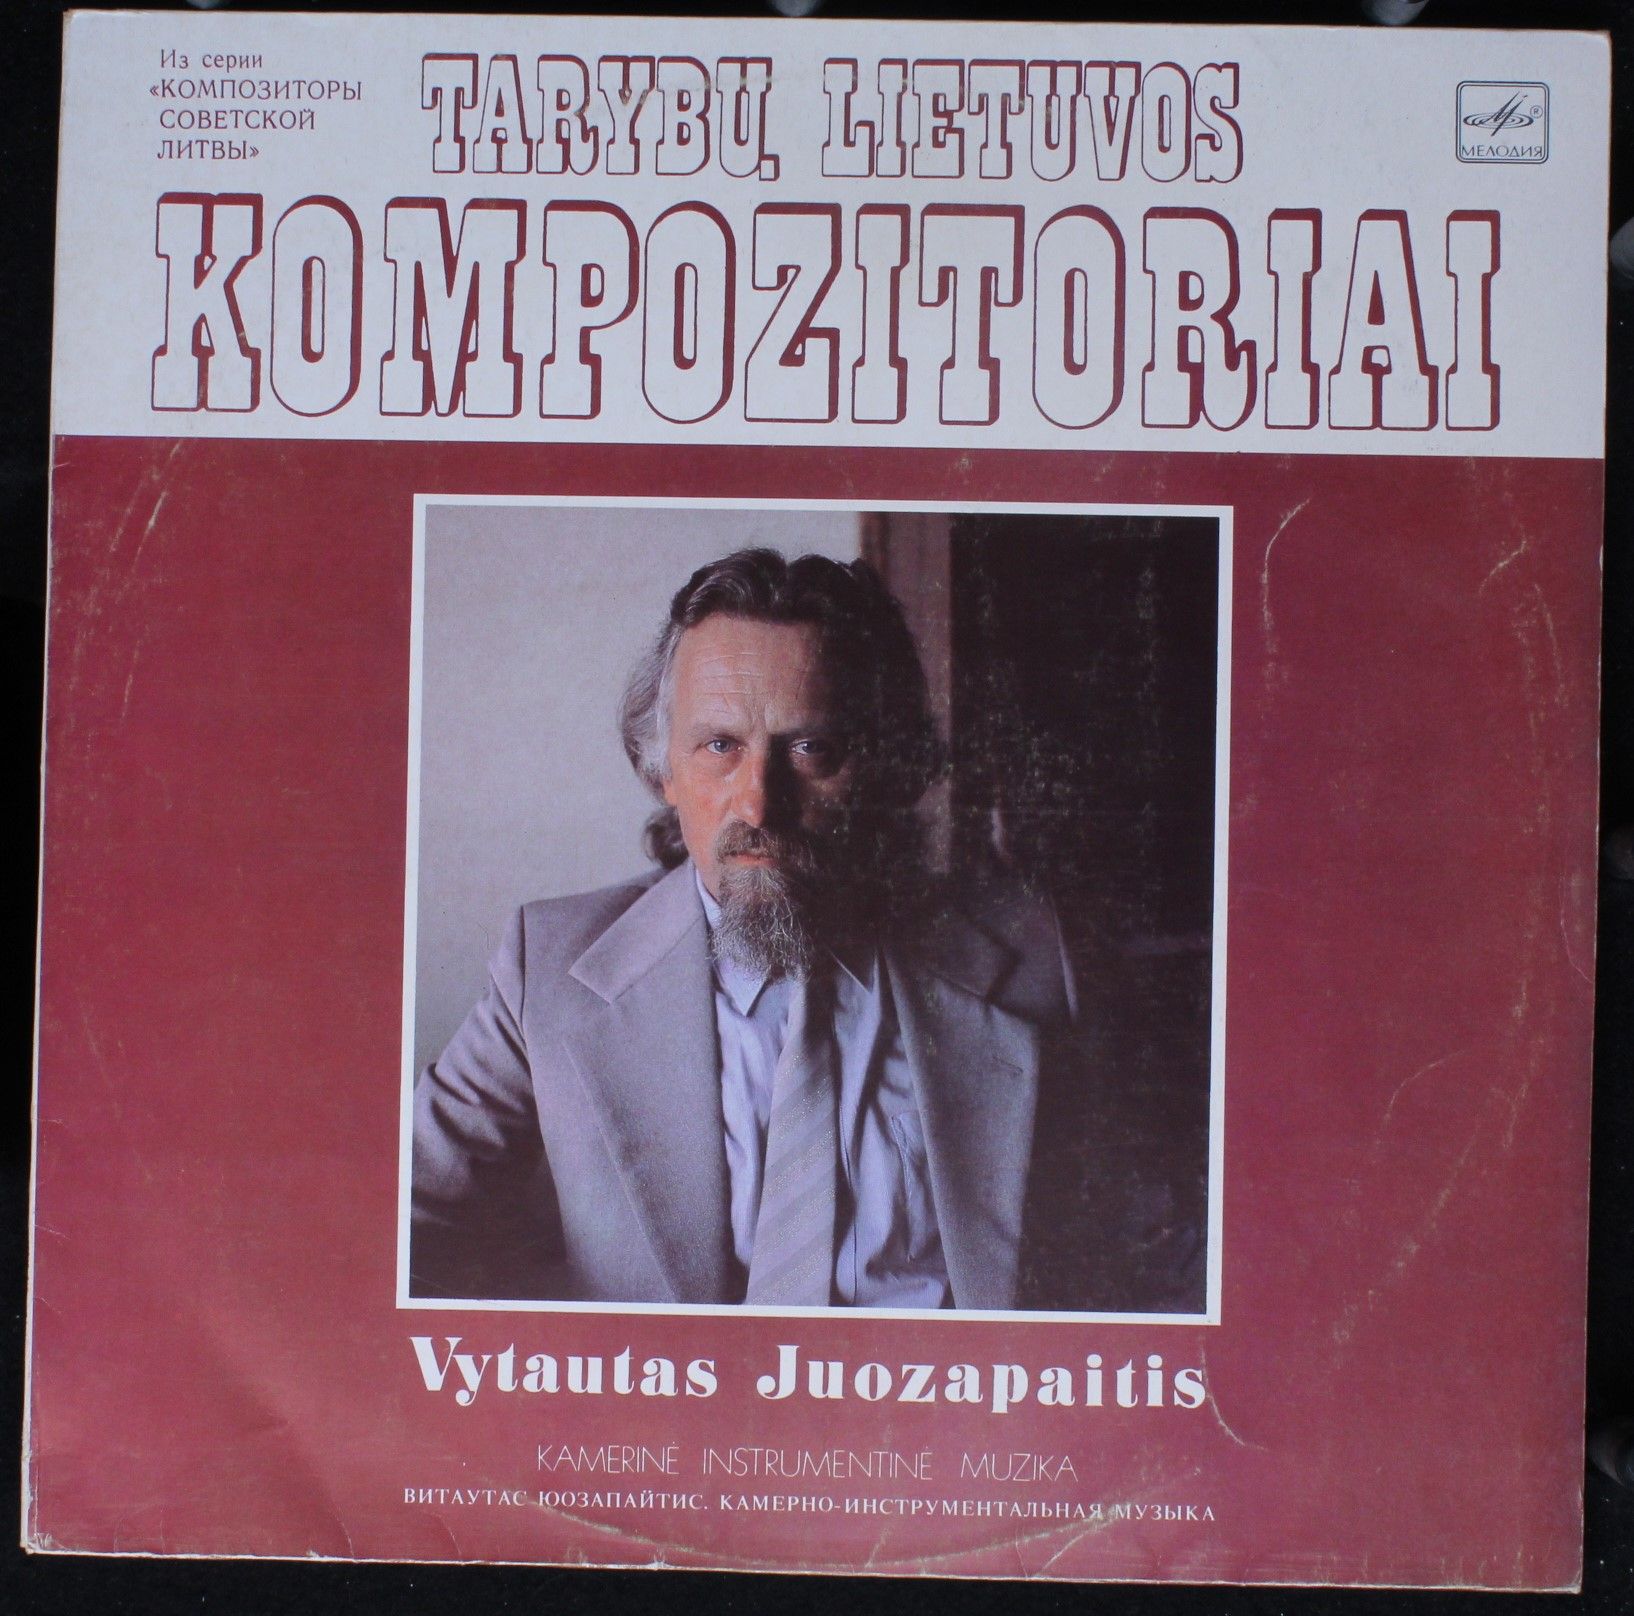 Из серии
«КОМПОЗИТОРЫ
СОВЕТСКОЙ
ЛИТВЫ»
TARYBŲ LIETUVOS
KOMPOZITORIAI
МЕЛОДИЯ
Vytautas Juozapaitis
KAMERINĖ INSTRUMENTINĖ MUZIKA
ВИТАУТАС ЮОЗАПАЙТИС. КАМЕРНО-ИНСТРУМЕНТАЛЬНАЯ МУЗЫКА